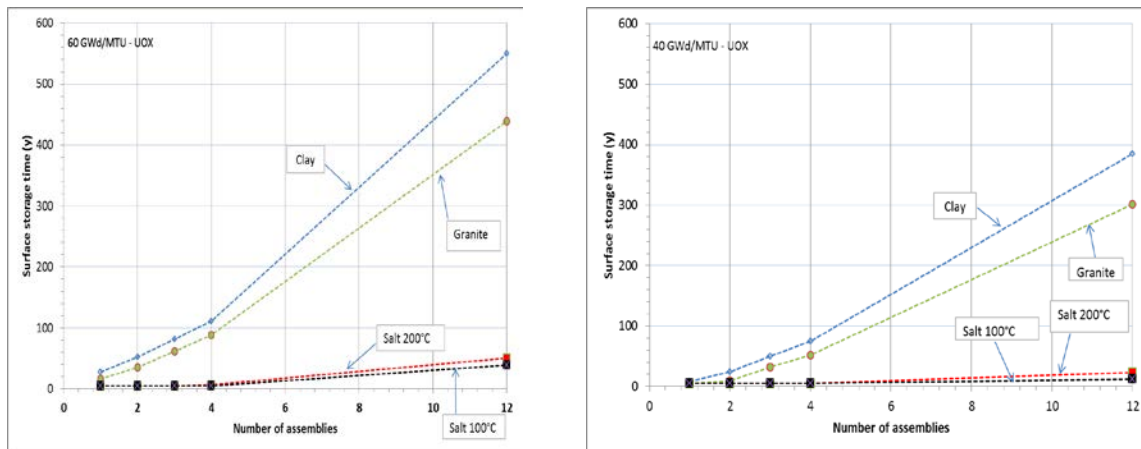 60 GWd/MTU - UOX
Surface storage time (y)
600
500
400
300
200
100
0
0
2
4
6
8
10
12
Number of assemblies
Clay
Granite
Salt 200°C
Salt 100°C
40 GWd/MTU - UOX
Surface storage time (y)
600
500
400
300
200
100
0
0
2
4
6
8
10
12
Number of assemblies
Clay
Granite
Salt 200°C
Salt 100°C